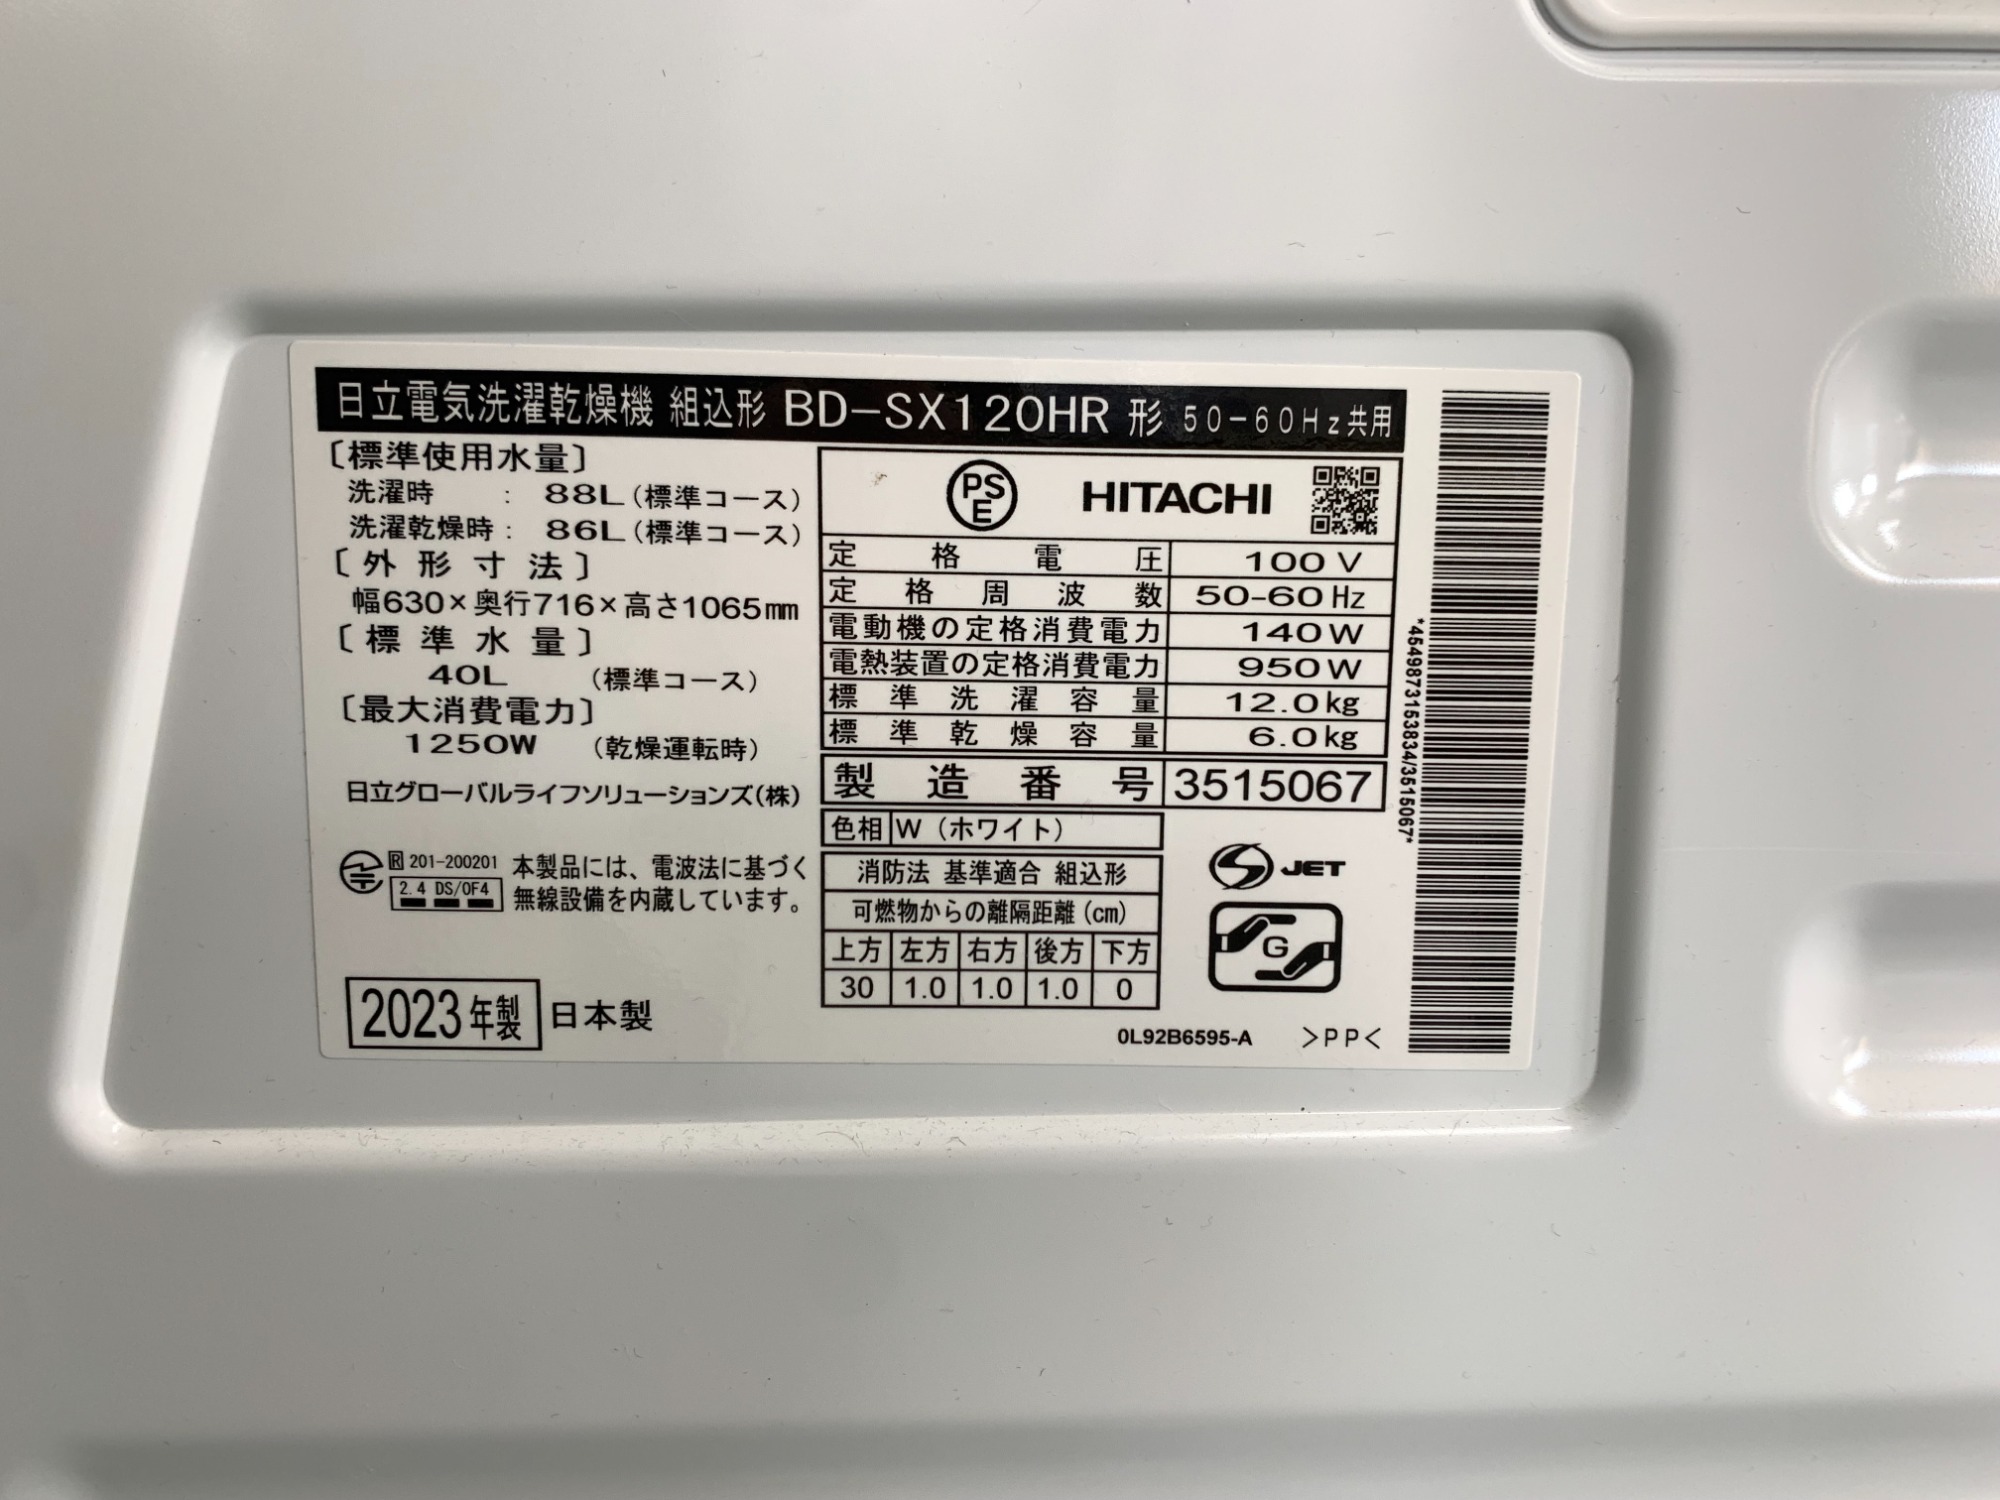 日立電気洗濯乾燥機 組込形 BD-SX120HR 形 50-60Hz共用
〔標準使用水量〕
洗濯時 : 88L(標準コース)
洗濯乾燥時: 86L(標準コース)
〔外形寸法〕
幅630×奥行716×高さ1065mm
〔標準水量〕
40L (標準コース)
〔最大消費電力〕
1250W (乾燥運転時)
日立グローバルライフソリューションズ(株)
R 201-200201 本製品には、電波法に基づく
2.4 DS/OF4 無線設備を内蔵しています。
2023年製 日本製
PSE HITACHI
定格電圧 100V
定格周波数 50-60Hz
電動機の定格消費電力 140W
電熱装置の定格消費電力 950W
標準洗濯容量 12.0kg
標準乾燥容量 6.0kg
製造番号 3515067
色相 W(ホワイト)
消防法 基準適合 組込形
可燃物からの離隔距離(cm)
上方 左方 右方 後方 下方
30 1.0 1.0 1.0 0
S JET
G
0L92B6595-A >PP<
*4549873153834/3515067*